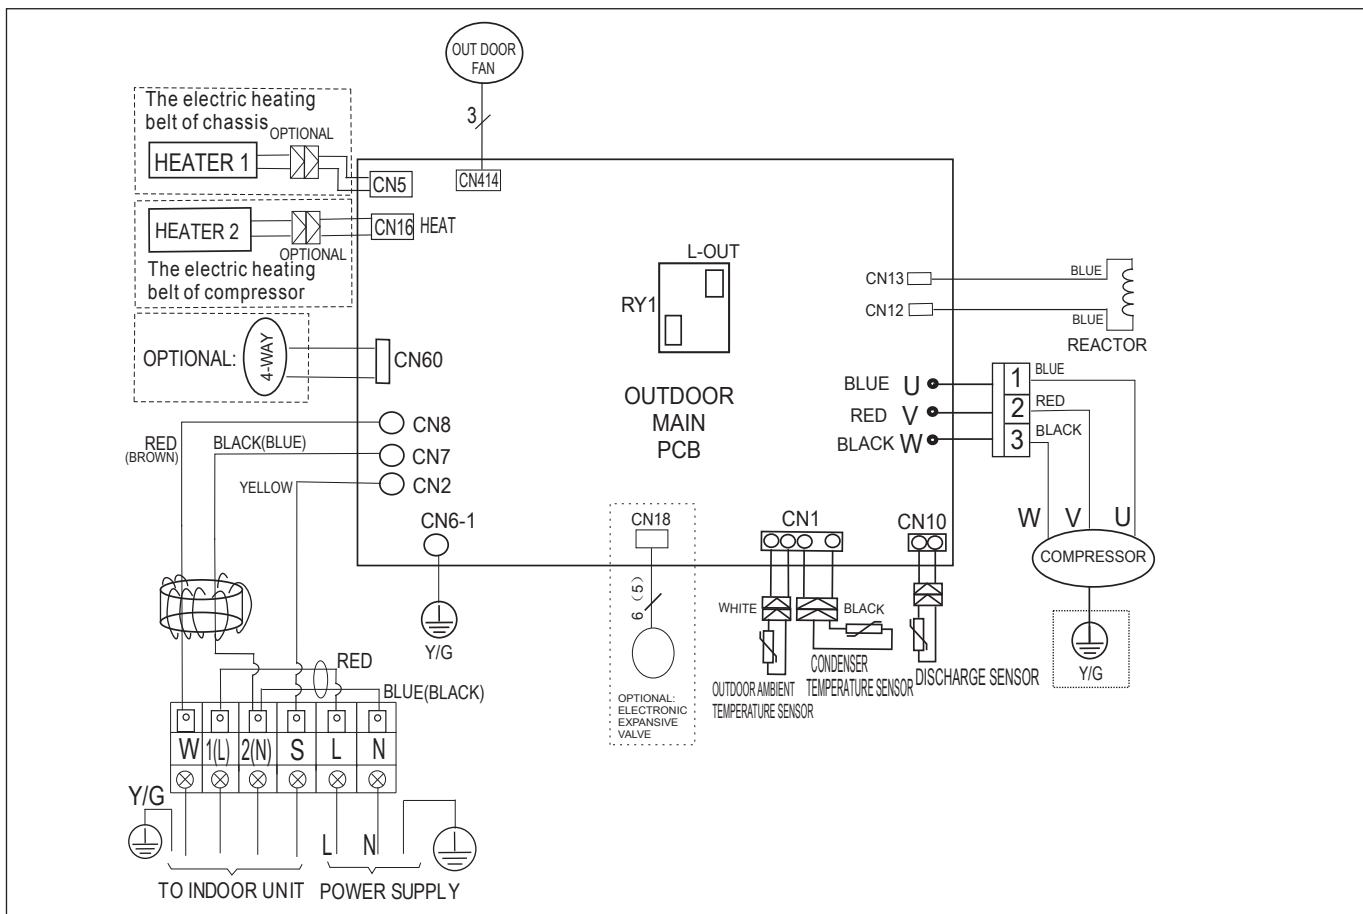 OUT DOOR
FAN
3
The electric heating
belt of chassis
OPTIONAL
HEATER 1
CN5
CN414
HEATER 2
CN16 HEAT
OPTIONAL
The electric heating
belt of compressor
L-OUT
RY1
CN13
BLUE
CN12
BLUE
REACTOR
OPTIONAL:
4-WAY
CN60
OUTDOOR
MAIN
PCB
BLUE U
RED V
BLACK W
1
2
3
BLUE
RED
BLACK
RED
(BROWN)
BLACK(BLUE)
YELLOW
CN8
CN7
CN2
CN6-1
Y/G
CN18
6 (5)
OPTIONAL:
ELECTRONIC
EXPANSIVE
VALVE
CN1
CN10
WHITE
BLACK
OUTDOOR AMBIENT
TEMPERATURE SENSOR
CONDENSER
TEMPERATURE SENSOR
DISCHARGE SENSOR
W V U
COMPRESSOR
Y/G
RED
BLUE(BLACK)
W 1(L) 2(N) S L N
Y/G
L N
TO INDOOR UNIT
POWER SUPPLY